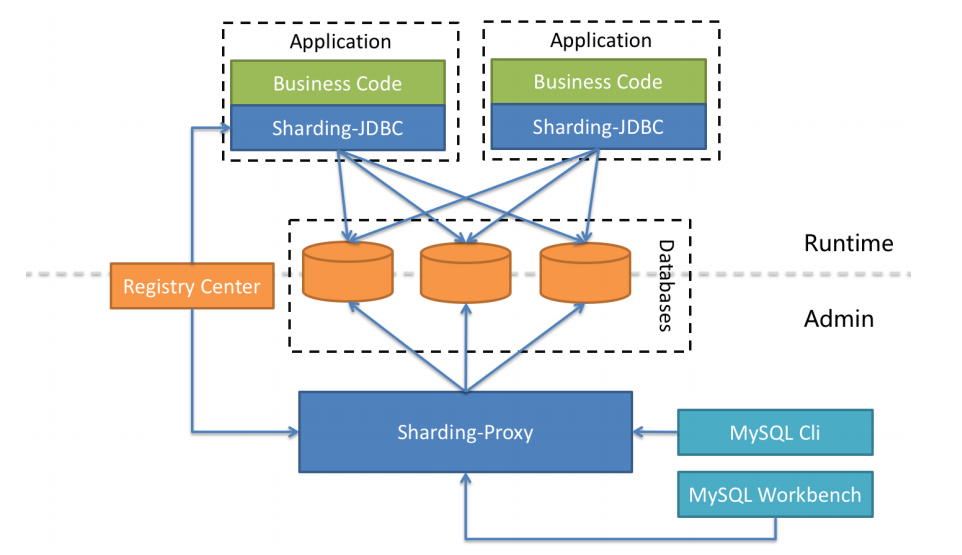 Application
Application
Business Code
Business Code
Sharding-JDBC
Sharding-JDBC
Databases
Runtime
Registry Center
Admin
Sharding-Proxy
MySQL Cli
MySQL Workbench